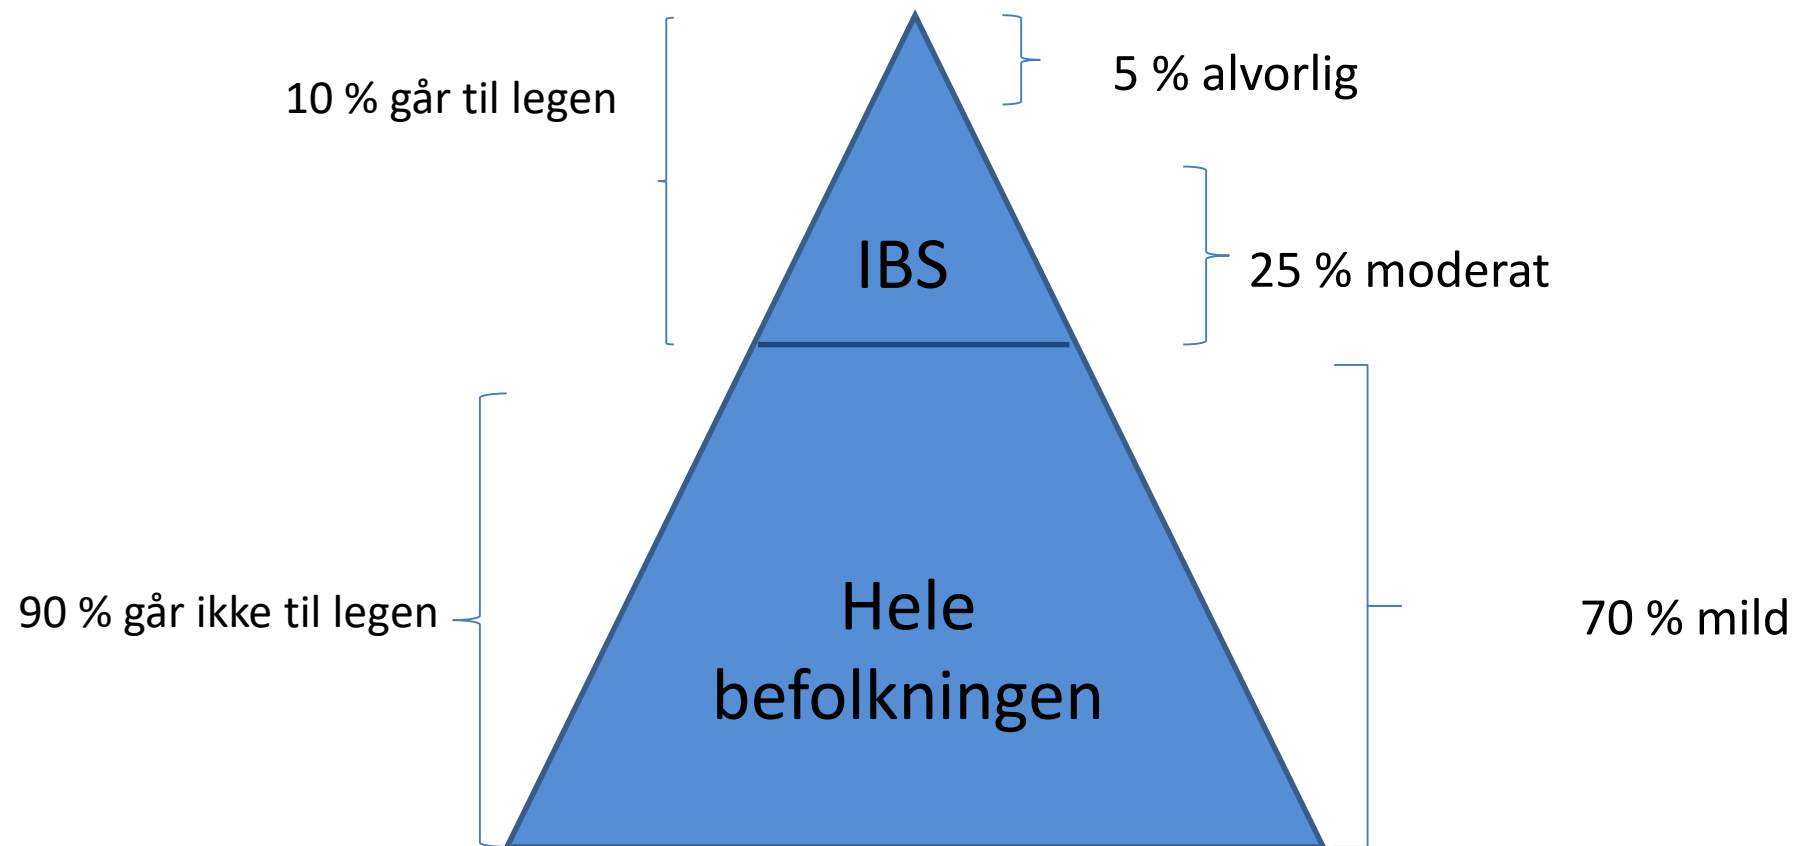 5 % alvorlig
10 % går til legen
IBS
25 % moderat
Hele
befolkningen
90 % går ikke til legen
70 % mild